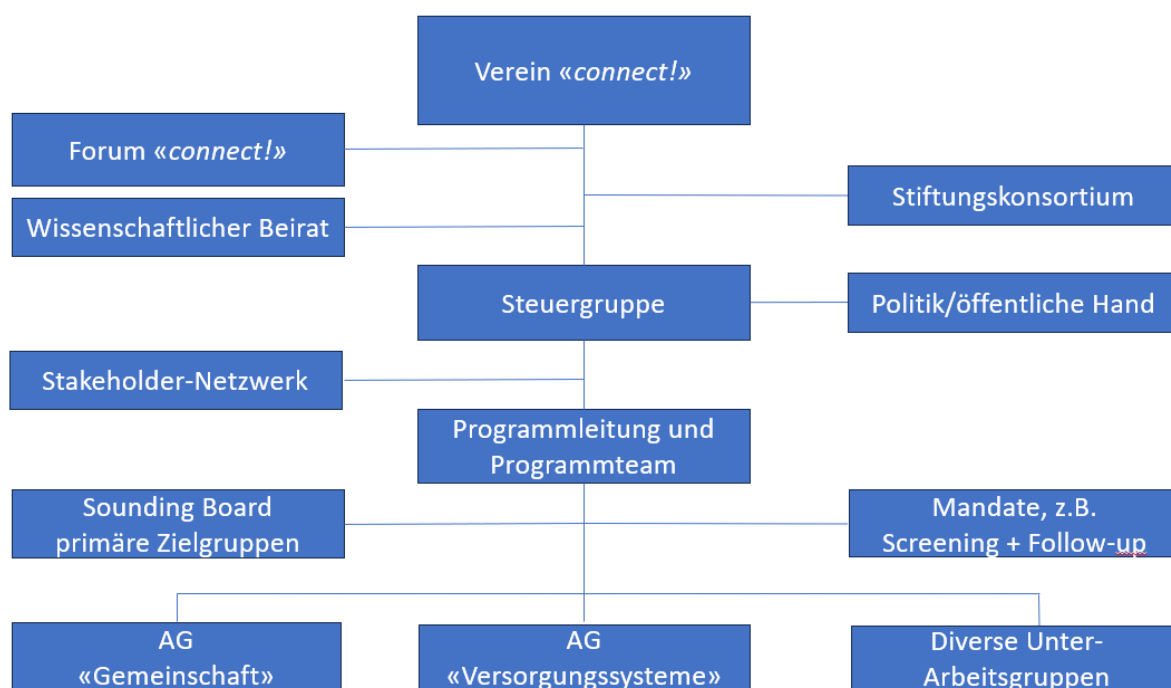 Verein «connect!»
Forum «connect!»
Stiftungskonsortium
Wissenschaftlicher Beirat
Steuergruppe
Politik/öffentliche Hand
Stakeholder-Netzwerk
Programmleitung und
Programmteam
Sounding Board
primäre Zielgruppen
Mandate, z.B.
Screening + Follow-up
AG
«Gemeinschaft»
AG
«Versorgungssysteme»
Diverse Unter-
Arbeitsgruppen